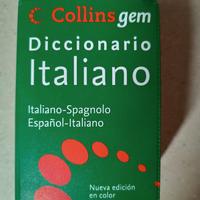 Collins gem
Diccionario
Italiano
Italiano-Spagnolo
Español-Italiano
Nueva edición
en color